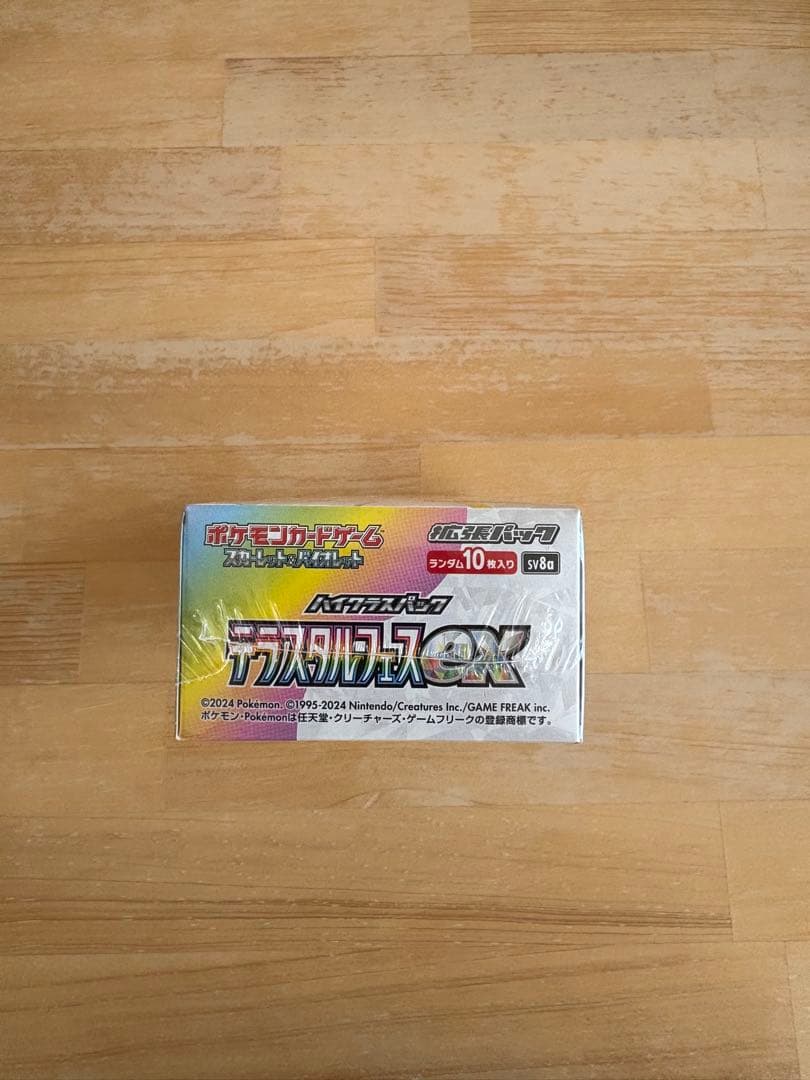 ポケモンカードゲーム 拡張パック
スカーレット&バイオレット ランダム10枚入り SV8a
ハイクラスパック
テラスタルフェスex
©2024 Pokémon. ©1995-2024 Nintendo/Creatures Inc./GAME FREAK inc.
ポケモン・Pokémonは任天堂・クリーチャーズ・ゲームフリークの登録商標です。